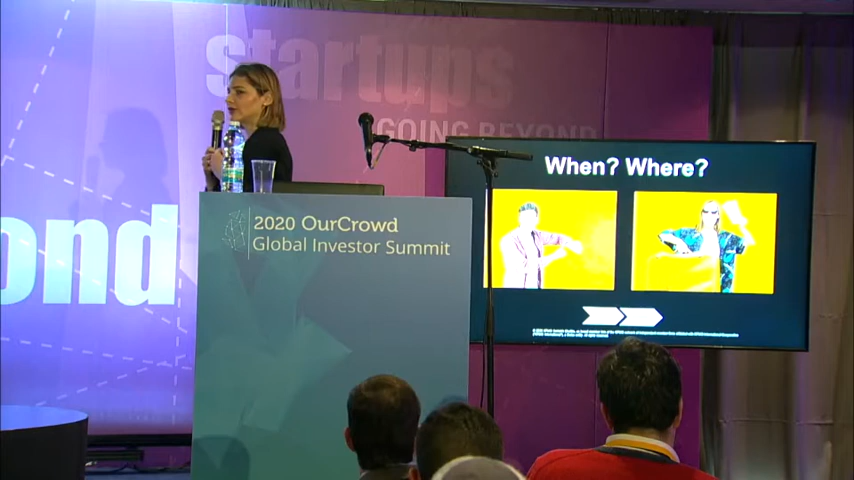 startups
GOING BEYOND
ond
2020 OurCrowd
Global Investor Summit
When? Where?